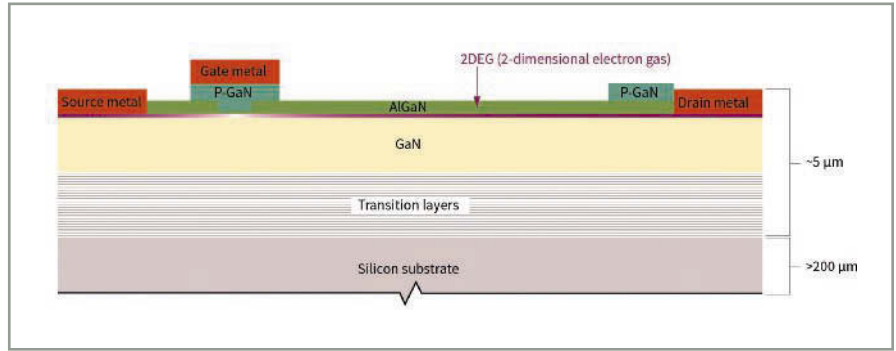 2DEG (2-dimensional electron gas)
Gate metal
P-GaN
P-GaN
Source metal
AlGaN
Drain metal
GaN
~5 µm
Transition layers
Silicon substrate
>200 µm